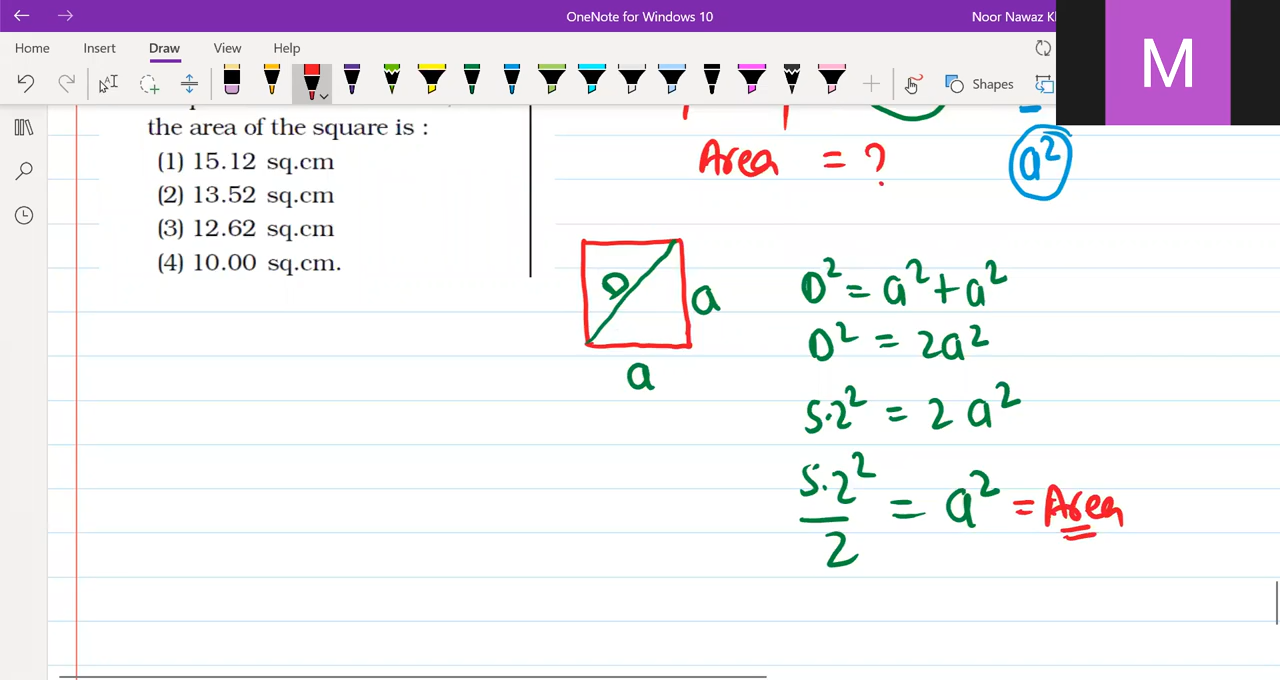 OneNote for Windows 10
Noor Nawaz Kh
Home Insert Draw View Help
Shapes
M
the area of the square is :
(1) 15.12 sq.cm
(2) 13.52 sq.cm
(3) 12.62 sq.cm
(4) 10.00 sq.cm.
Area = ?
a²
D
a
a
D² = a² + a²
D² = 2a²
5.2² = 2 a²
5.2²/2 = a² = Area